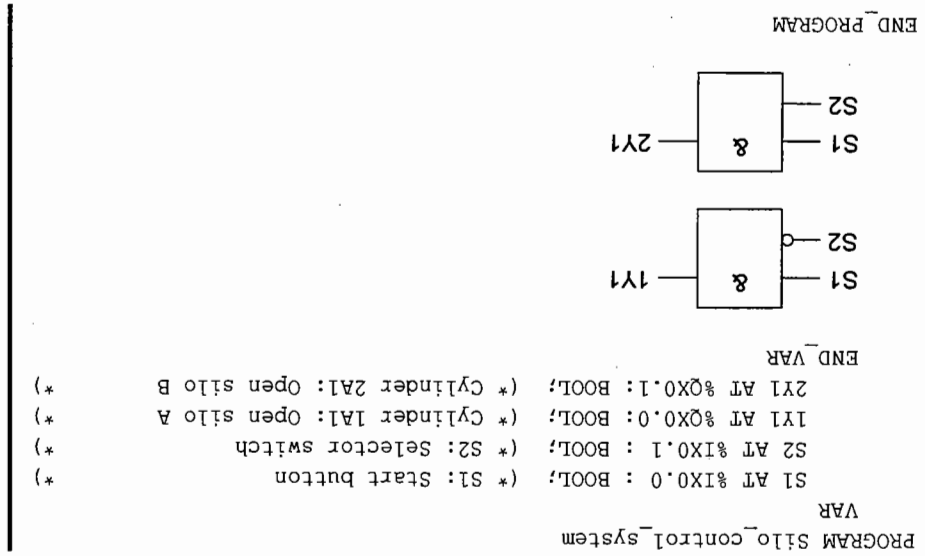 PROGRAM Silo_control_system
VAR
S1 AT %IX0.0 : BOOL; (* S1: Start button *)
S2 AT %IX0.1 : BOOL; (* S2: Selector switch *)
1Y1 AT %QX0.0: BOOL; (* Cylinder 1A1: Open silo A *)
2Y1 AT %QX0.1: BOOL; (* Cylinder 2A1: Open silo B *)
END_VAR
S1 & 1Y1
S2
S1 & 2Y1
S2
END_PROGRAM